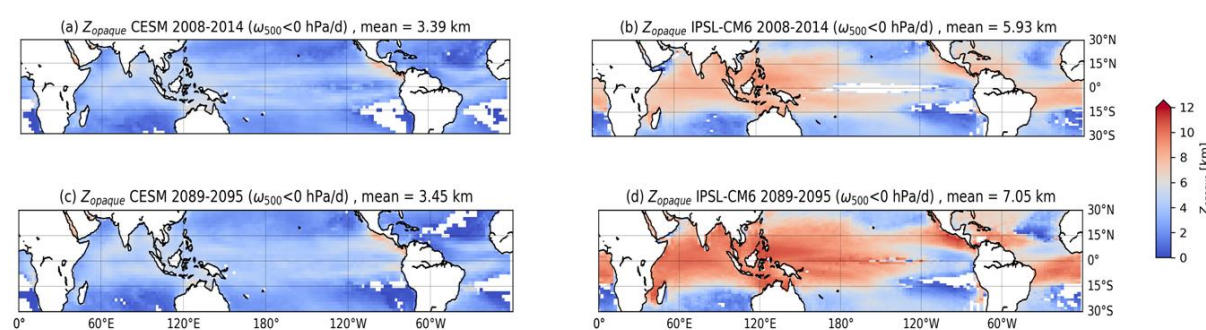 (a) Z_opaque CESM 2008-2014 (ω500<0 hPa/d) , mean = 3.39 km
(b) Z_opaque IPSL-CM6 2008-2014 (ω500<0 hPa/d) , mean = 5.93 km
30°N
15°N
0°
15°S
30°S
(c) Z_opaque CESM 2089-2095 (ω500<0 hPa/d) , mean = 3.45 km
(d) Z_opaque IPSL-CM6 2089-2095 (ω500<0 hPa/d) , mean = 7.05 km
30°N
15°N
0°
15°S
30°S
0° 60°E 120°E 180° 120°W 60°W
0° 60°E 120°E 180° 120°W 60°W
12
10
8
6
4
2
0